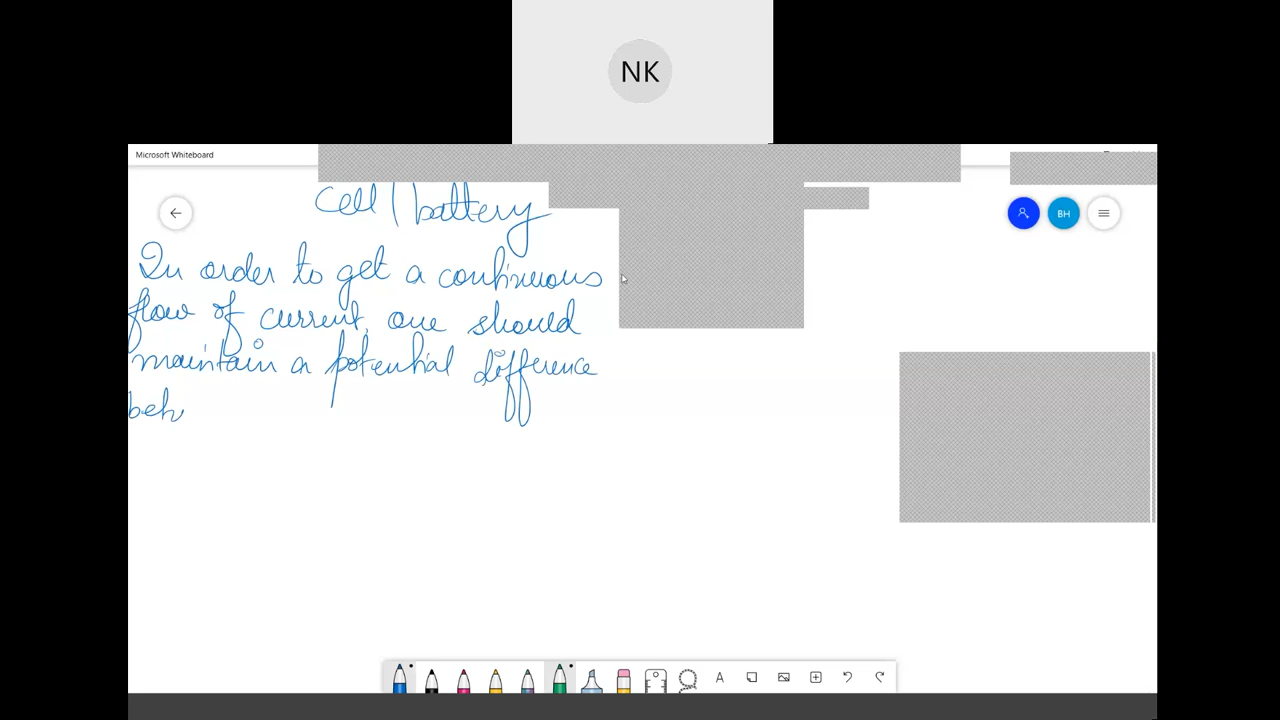 NK
Microsoft Whiteboard
Cell / battery
BH
In order to get a continuous
flow of current, one should
maintain a potential difference
betw
A